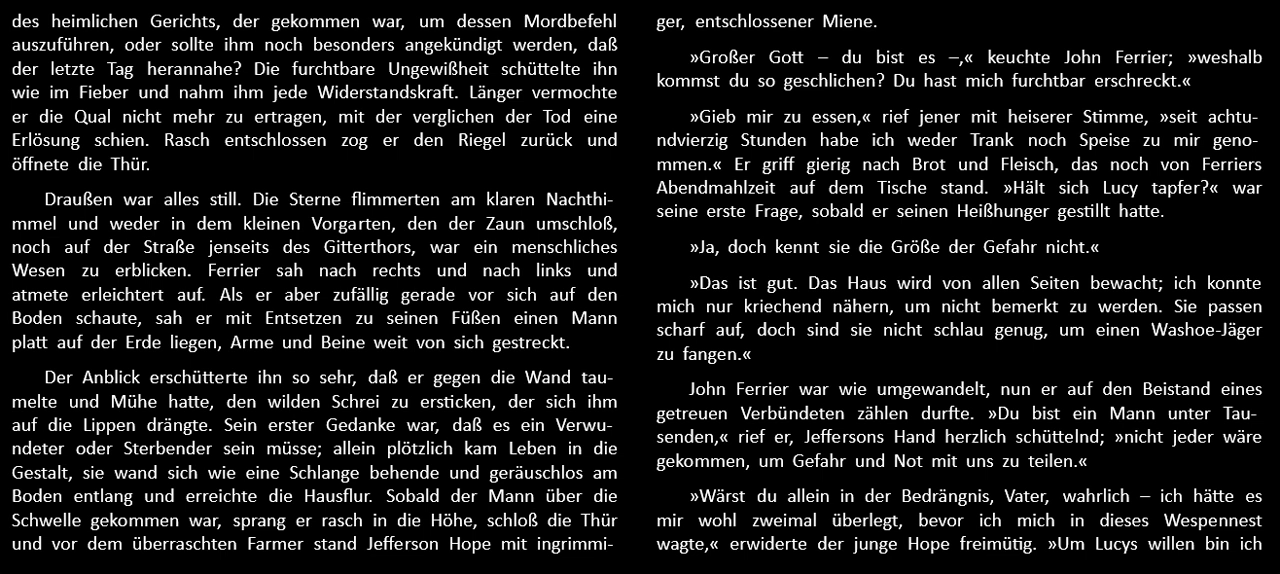 des heimlichen Gerichts, der gekommen war, um dessen Mordbefehl
auszuführen, oder sollte ihm noch besonders angekündigt werden, daß
der letzte Tag herannahe? Die furchtbare Ungewißheit schüttelte ihn
wie im Fieber und nahm ihm jede Widerstandskraft. Länger vermochte
er die Qual nicht mehr zu ertragen, mit der verglichen der Tod eine
Erlösung schien. Rasch entschlossen zog er den Riegel zurück und
öffnete die Thür.
Draußen war alles still. Die Sterne flimmerten am klaren Nachthi-
mmel und weder in dem kleinen Vorgarten, den der Zaun umschloß,
noch auf der Straße jenseits des Gitterthors, war ein menschliches
Wesen zu erblicken. Ferrier sah nach rechts und nach links und
atmete erleichtert auf. Als er aber zufällig gerade vor sich auf den
Boden schaute, sah er mit Entsetzen zu seinen Füßen einen Mann
platt auf der Erde liegen, Arme und Beine weit von sich gestreckt.
Der Anblick erschütterte ihn so sehr, daß er gegen die Wand tau-
melte und Mühe hatte, den wilden Schrei zu ersticken, der sich ihm
auf die Lippen drängte. Sein erster Gedanke war, daß es ein Verwu-
ndeter oder Sterbender sein müsse; allein plötzlich kam Leben in die
Gestalt, sie wand sich wie eine Schlange behende und geräuschlos am
Boden entlang und erreichte die Hausflur. Sobald der Mann über die
Schwelle gekommen war, sprang er rasch in die Höhe, schloß die Thür
und vor dem überraschten Farmer stand Jefferson Hope mit ingrimmi-
ger, entschlossener Miene.
»Großer Gott – du bist es –,« keuchte John Ferrier; »weshalb
kommst du so geschlichen? Du hast mich furchtbar erschreckt.«
»Gieb mir zu essen,« rief jener mit heiserer Stimme, »seit achtu-
ndvierzig Stunden habe ich weder Trank noch Speise zu mir geno-
mmen.« Er griff gierig nach Brot und Fleisch, das noch von Ferriers
Abendmahlzeit auf dem Tische stand. »Hält sich Lucy tapfer?« war
seine erste Frage, sobald er seinen Heißhunger gestillt hatte.
»Ja, doch kennt sie die Größe der Gefahr nicht.«
»Das ist gut. Das Haus wird von allen Seiten bewacht; ich konnte
mich nur kriechend nähern, um nicht bemerkt zu werden. Sie passen
scharf auf, doch sind sie nicht schlau genug, um einen Washoe-Jäger
zu fangen.«
John Ferrier war wie umgewandelt, nun er auf den Beistand eines
getreuen Verbündeten zählen durfte. »Du bist ein Mann unter Tau-
senden,« rief er, Jeffersons Hand herzlich schüttelnd; »nicht jeder wäre
gekommen, um Gefahr und Not mit uns zu teilen.«
»Wärst du allein in der Bedrängnis, Vater, wahrlich – ich hätte es
mir wohl zweimal überlegt, bevor ich mich in dieses Wespennest
wagte,« erwiderte der junge Hope freimütig. »Um Lucys willen bin ich